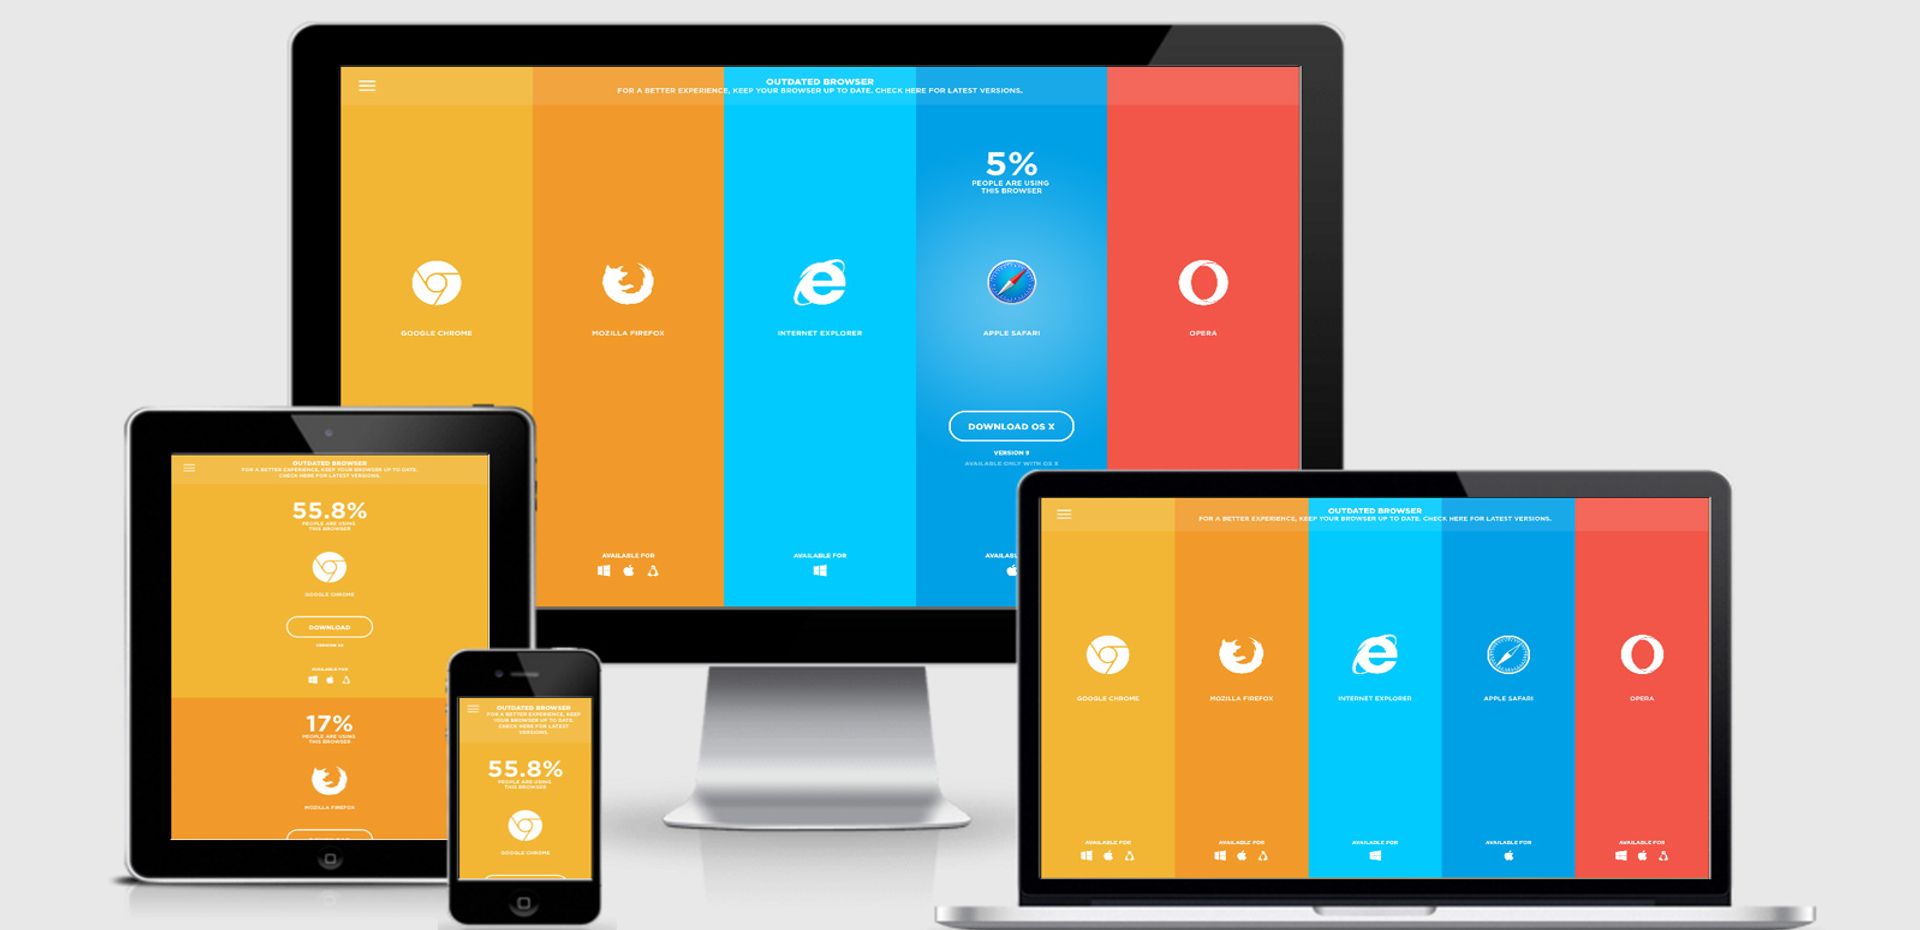 OUTDATED BROWSER
FOR A BETTER EXPERIENCE, KEEP YOUR BROWSER UP TO DATE. CHECK HERE FOR LATEST VERSIONS.
5%
PEOPLE ARE USING
THIS BROWSER
GOOGLE CHROME
MOZILLA FIREFOX
INTERNET EXPLORER
APPLE SAFARI
OPERA
DOWNLOAD OS X
VERSION 9
AVAILABLE ONLY WITH OS X
AVAILABLE FOR
AVAILABLE FOR
OUTDATED BROWSER
FOR A BETTER EXPERIENCE, KEEP YOUR BROWSER UP TO DATE.
CHECK HERE FOR LATEST VERSIONS.
55.8%
PEOPLE ARE USING
THIS BROWSER
GOOGLE CHROME
DOWNLOAD
AVAILABLE FOR
17%
PEOPLE ARE USING
THIS BROWSER
MOZILLA FIREFOX
OUTDATED BROWSER
FOR A BETTER EXPERIENCE, KEEP
YOUR BROWSER UP TO DATE.
CHECK HERE FOR LATEST
VERSIONS.
55.8%
PEOPLE ARE USING
THIS BROWSER
GOOGLE CHROME
OUTDATED BROWSER
FOR A BETTER EXPERIENCE, KEEP YOUR BROWSER UP TO DATE. CHECK HERE FOR LATEST VERSIONS.
GOOGLE CHROME
MOZILLA FIREFOX
INTERNET EXPLORER
APPLE SAFARI
OPERA
AVAILABLE FOR
AVAILABLE FOR
AVAILABLE FOR
AVAILABLE FOR
AVAILABLE FOR